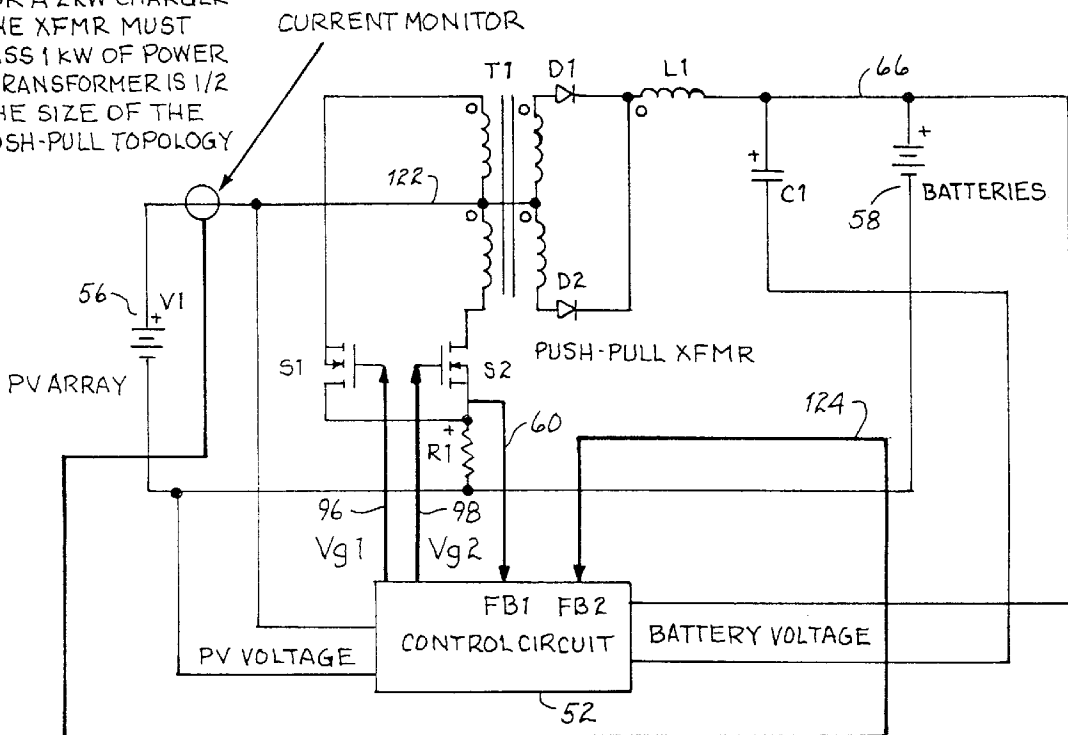 OR A 2KW CHARGER
HE XFMR MUST
ASS 1 KW OF POWER
RANSFORMER IS 1/2
HE SIZE OF THE
USH-PULL TOPOLOGY
CURRENT MONITOR
T1
D1
L1
66
122
+
C1
+
58
BATTERIES
56
V1
+
D2
PV ARRAY
S1
S2
PUSH-PULL XFMR
+
R1
60
124
96
98
Vg1
Vg2
FB1
FB2
CONTROL CIRCUIT
BATTERY VOLTAGE
PV VOLTAGE
52